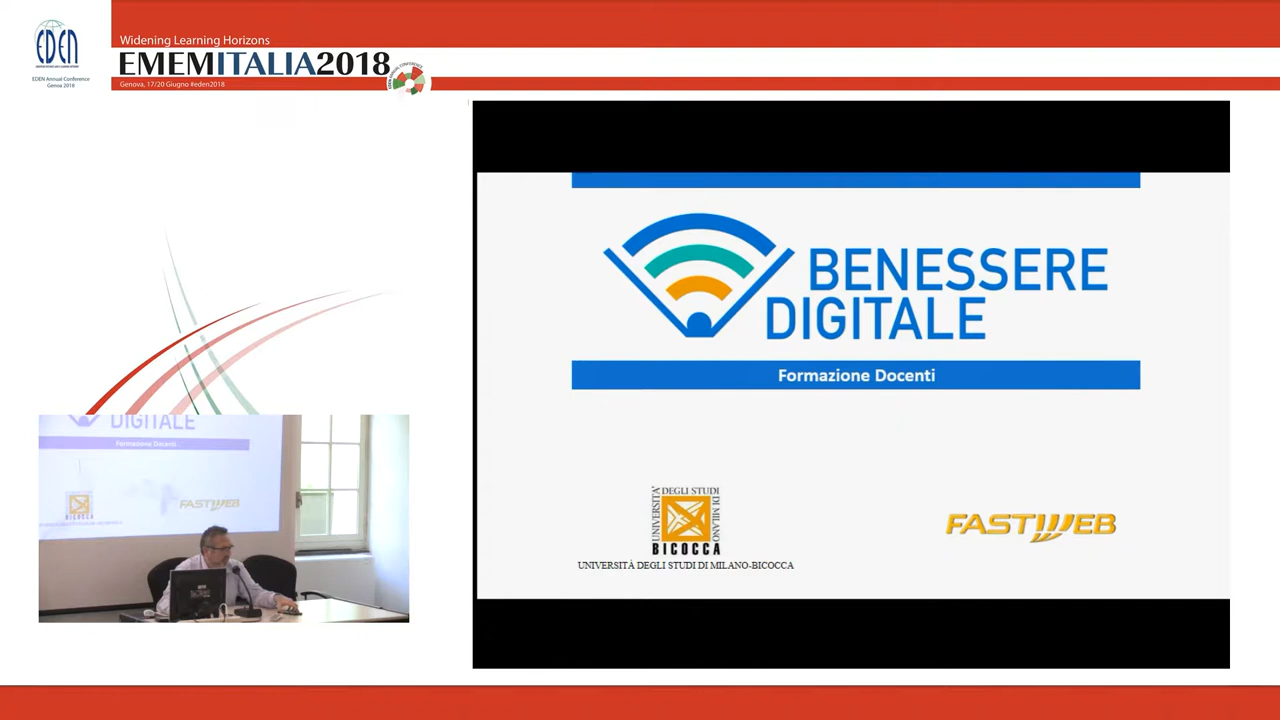 EDEN
EDEN Annual Conference
Genoa 2018
Widening Learning Horizons
EMEMITALIA2018
Genova, 17/20 Giugno #eden2018
BENESSERE
DIGITALE
Formazione Docenti
UNIVERSITÀ DEGLI STUDI DI MILANO
BICOCCA
UNIVERSITÀ DEGLI STUDI DI MILANO-BICOCCA
FASTWEB
DIGITALE
Formazione Docenti
BICOCCA
FASTWEB